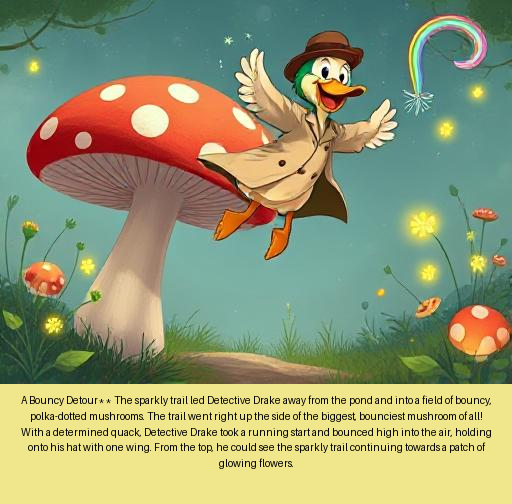 A Bouncy Detour** The sparkly trail led Detective Drake away from the pond and into a field of bouncy,
polka-dotted mushrooms. The trail went right up the side of the biggest, bounciest mushroom of all!
With a determined quack, Detective Drake took a running start and bounced high into the air, holding
onto his hat with one wing. From the top, he could see the sparkly trail continuing towards a patch of
glowing flowers.